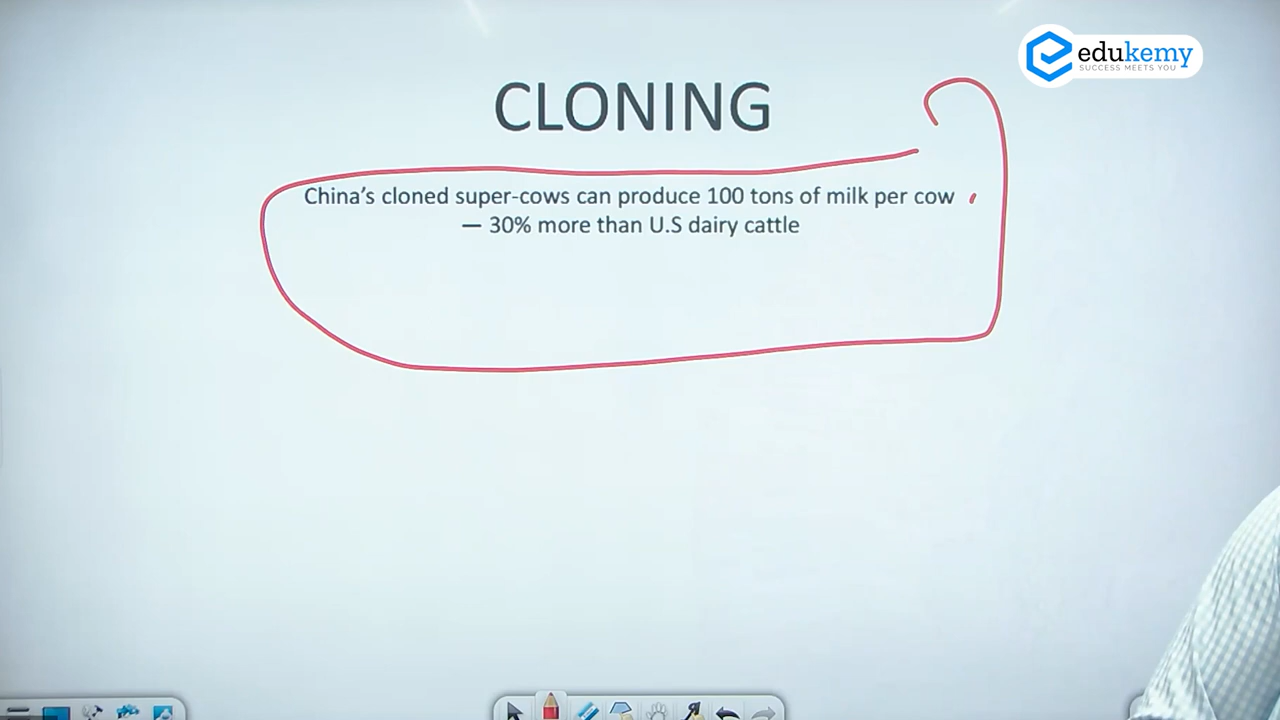 edukemy
SUCCESS MEETS YOU
CLONING
China's cloned super-cows can produce 100 tons of milk per cow
— 30% more than U.S dairy cattle